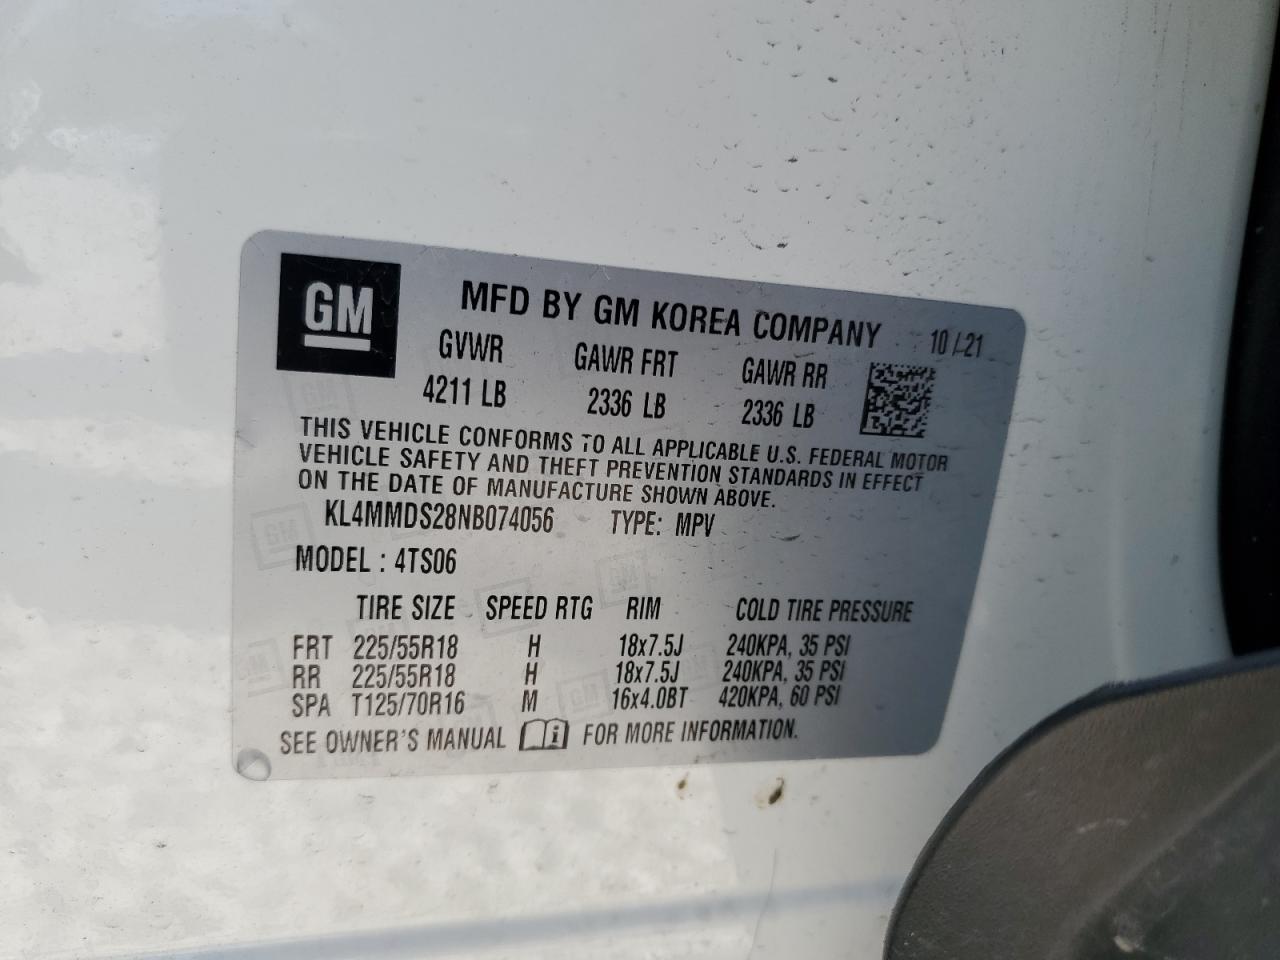 GM
MFD BY GM KOREA COMPANY 10 / 21
GVWR GAWR FRT GAWR RR
4211 LB 2336 LB 2336 LB
THIS VEHICLE CONFORMS TO ALL APPLICABLE U.S. FEDERAL MOTOR
VEHICLE SAFETY AND THEFT PREVENTION STANDARDS IN EFFECT
ON THE DATE OF MANUFACTURE SHOWN ABOVE.
KL4MMDS28NB074056 TYPE: MPV
MODEL : 4TS06
TIRE SIZE SPEED RTG RIM COLD TIRE PRESSURE
FRT 225/55R18 H 18x7.5J 240KPA, 35 PSI
RR 225/55R18 H 18x7.5J 240KPA, 35 PSI
SPA T125/70R16 M 16x4.0BT 420KPA, 60 PSI
SEE OWNER'S MANUAL i FOR MORE INFORMATION.